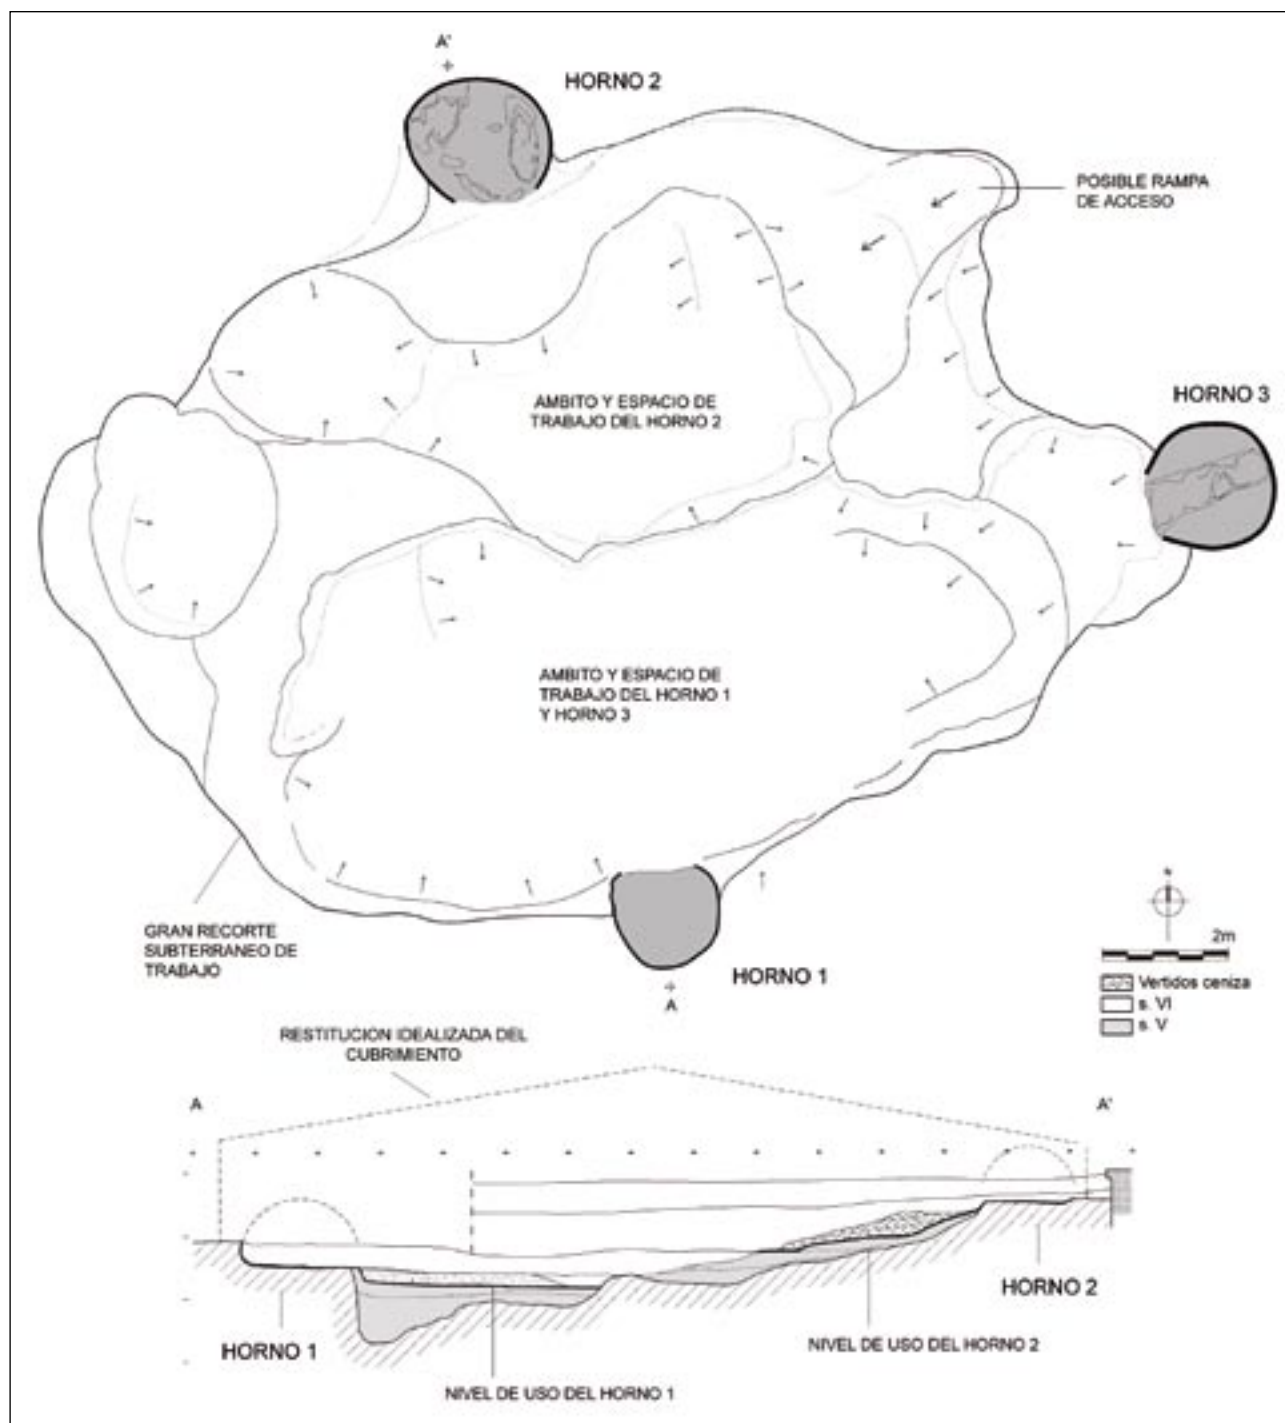 A'
HORNO 2
POSIBLE RAMPA
DE ACCESO
HORNO 3
AMBITO Y ESPACIO DE
TRABAJO DEL HORNO 2
AMBITO Y ESPACIO DE
TRABAJO DEL HORNO 1
Y HORNO 3
GRAN RECORTE
SUBTERRANEO DE
TRABAJO
HORNO 1
A
2m
Vertidos ceniza
s. VI
s. V
RESTITUCION IDEALIZADA DEL
CUBRIMIENTO
A
A'
HORNO 1
HORNO 2
NIVEL DE USO DEL HORNO 2
NIVEL DE USO DEL HORNO 1